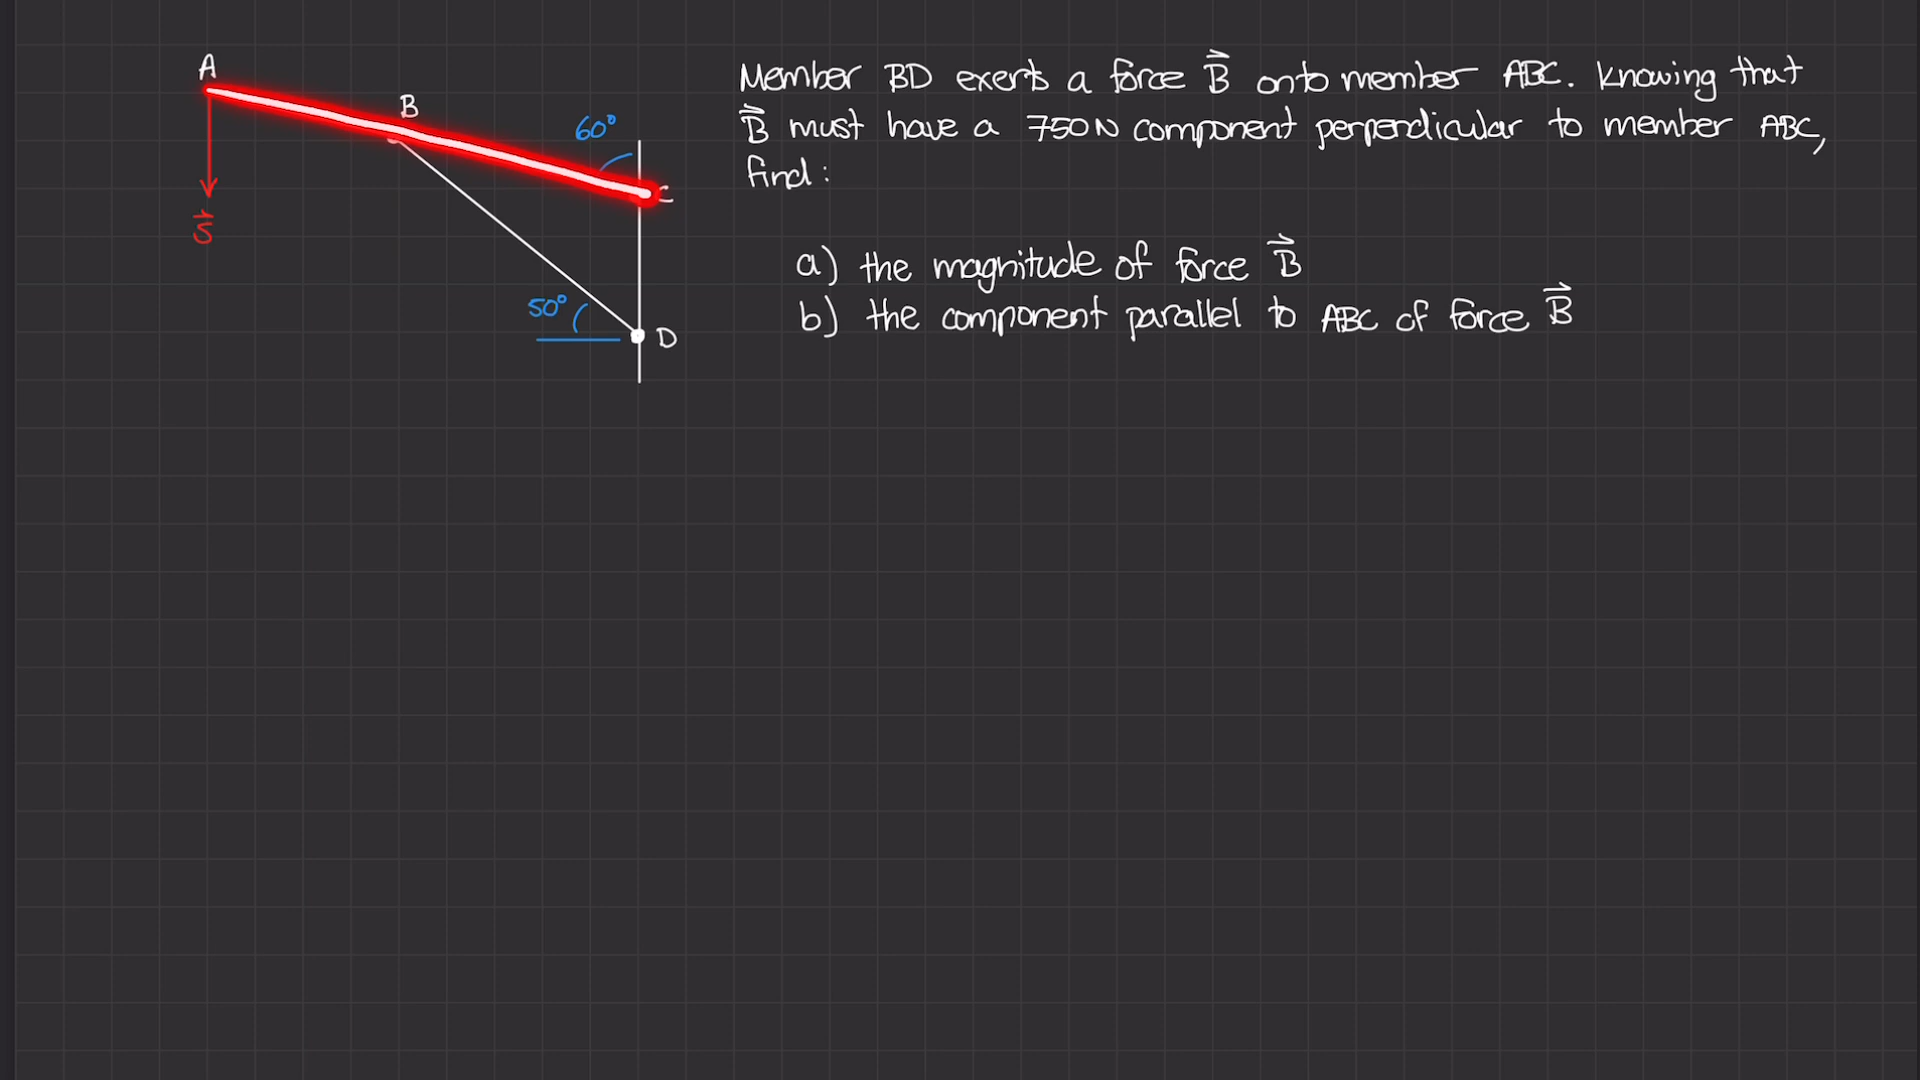 A
B
60°
C
S
50°
D
Member BD exerts a force B⃗ onto member ABC. Knowing that
B⃗ must have a 750N component perpendicular to member ABC,
find:
a) the magnitude of force B⃗
b) the component parallel to ABC of force B⃗